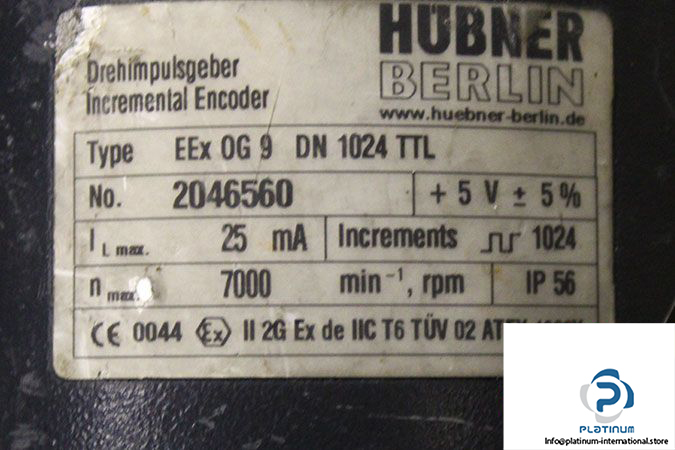 HÜBNER
BERLIN
www.huebner-berlin.de
Drehimpulsgeber
Incremental Encoder
Type EEx OG 9 DN 1024 TTL
No. 2046560 + 5 V ± 5 %
I L max. 25 mA Increments 1024
n max. 7000 min -1, rpm IP 56
CE 0044 Ex II 2G Ex de IIC T6 TÜV 02
P
PLATINUM
Info@platinum-international.store